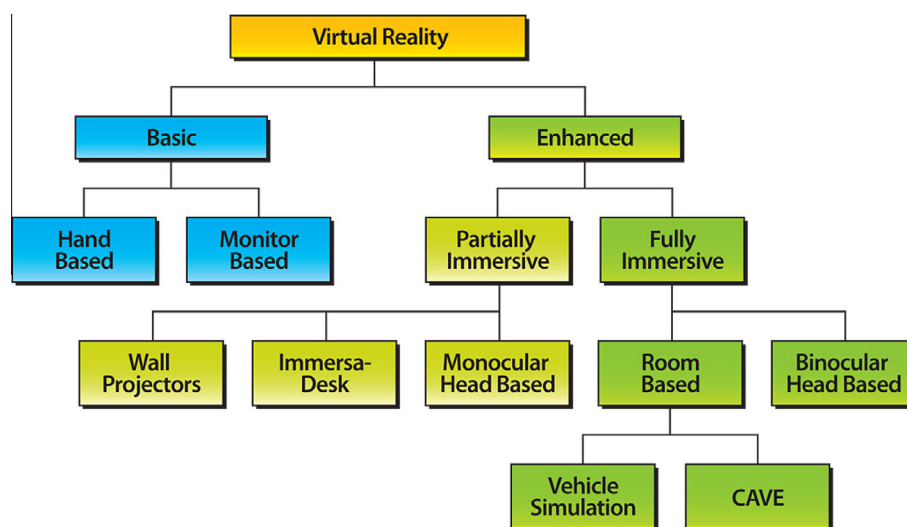 Virtual Reality
Basic
Enhanced
Hand
Based
Monitor
Based
Partially
Immersive
Fully
Immersive
Wall
Projectors
Immersa-
Desk
Monocular
Head Based
Room
Based
Binocular
Head Based
Vehicle
Simulation
CAVE